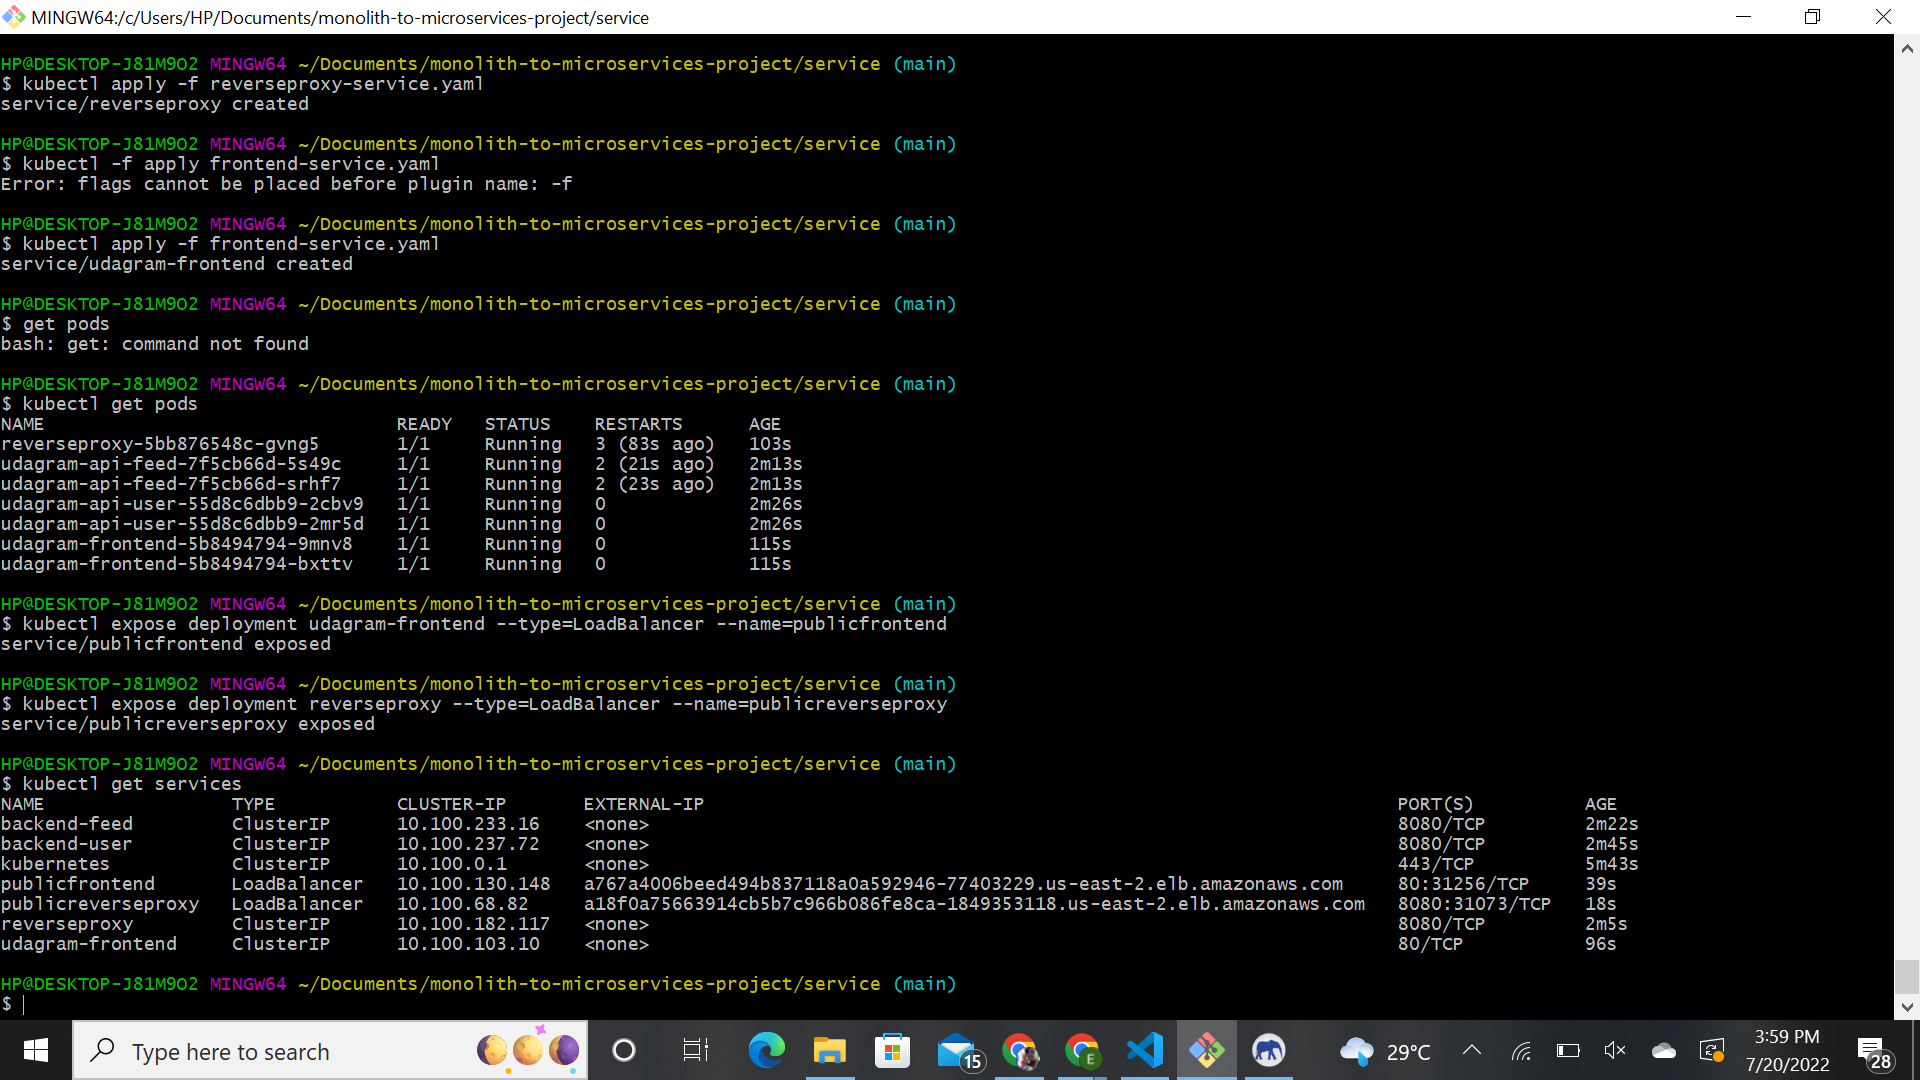 MINGW64:/c/Users/HP/Documents/monolith-to-microservices-project/service
HP@DESKTOP-J81M9O2 MINGW64 ~/Documents/monolith-to-microservices-project/service (main)
$ kubectl apply -f reverseproxy-service.yaml
service/reverseproxy created
HP@DESKTOP-J81M9O2 MINGW64 ~/Documents/monolith-to-microservices-project/service (main)
$ kubectl -f apply frontend-service.yaml
Error: flags cannot be placed before plugin name: -f
HP@DESKTOP-J81M9O2 MINGW64 ~/Documents/monolith-to-microservices-project/service (main)
$ kubectl apply -f frontend-service.yaml
service/udagram-frontend created
HP@DESKTOP-J81M9O2 MINGW64 ~/Documents/monolith-to-microservices-project/service (main)
$ get pods
bash: get: command not found
HP@DESKTOP-J81M9O2 MINGW64 ~/Documents/monolith-to-microservices-project/service (main)
$ kubectl get pods
NAME READY STATUS RESTARTS AGE
reverseproxy-5bb876548c-gvng5 1/1 Running 3 (83s ago) 103s
udagram-api-feed-7f5cb66d-5s49c 1/1 Running 2 (21s ago) 2m13s
udagram-api-feed-7f5cb66d-srhf7 1/1 Running 2 (23s ago) 2m13s
udagram-api-user-55d8c6dbb9-2cbv9 1/1 Running 0 2m26s
udagram-api-user-55d8c6dbb9-2mr5d 1/1 Running 0 2m26s
udagram-frontend-5b8494794-9mnv8 1/1 Running 0 115s
udagram-frontend-5b8494794-bxttv 1/1 Running 0 115s
HP@DESKTOP-J81M9O2 MINGW64 ~/Documents/monolith-to-microservices-project/service (main)
$ kubectl expose deployment udagram-frontend --type=LoadBalancer --name=publicfrontend
service/publicfrontend exposed
HP@DESKTOP-J81M9O2 MINGW64 ~/Documents/monolith-to-microservices-project/service (main)
$ kubectl expose deployment reverseproxy --type=LoadBalancer --name=publicreverseproxy
service/publicreverseproxy exposed
HP@DESKTOP-J81M9O2 MINGW64 ~/Documents/monolith-to-microservices-project/service (main)
$ kubectl get services
NAME TYPE CLUSTER-IP EXTERNAL-IP PORT(S) AGE
backend-feed ClusterIP 10.100.233.16 <none> 8080/TCP 2m22s
backend-user ClusterIP 10.100.237.72 <none> 8080/TCP 2m45s
kubernetes ClusterIP 10.100.0.1 <none> 443/TCP 5m43s
publicfrontend LoadBalancer 10.100.130.148 a767a4006beed494b837118a0a592946-77403229.us-east-2.elb.amazonaws.com 80:31256/TCP 39s
publicreverseproxy LoadBalancer 10.100.68.82 a18f0a75663914cb5b7c966b086fe8ca-1849353118.us-east-2.elb.amazonaws.com 8080:31073/TCP 18s
reverseproxy ClusterIP 10.100.182.117 <none> 8080/TCP 2m5s
udagram-frontend ClusterIP 10.100.103.10 <none> 80/TCP 96s
HP@DESKTOP-J81M9O2 MINGW64 ~/Documents/monolith-to-microservices-project/service (main)
$
Type here to search
15
E
29°C
3:59 PM
7/20/2022
28